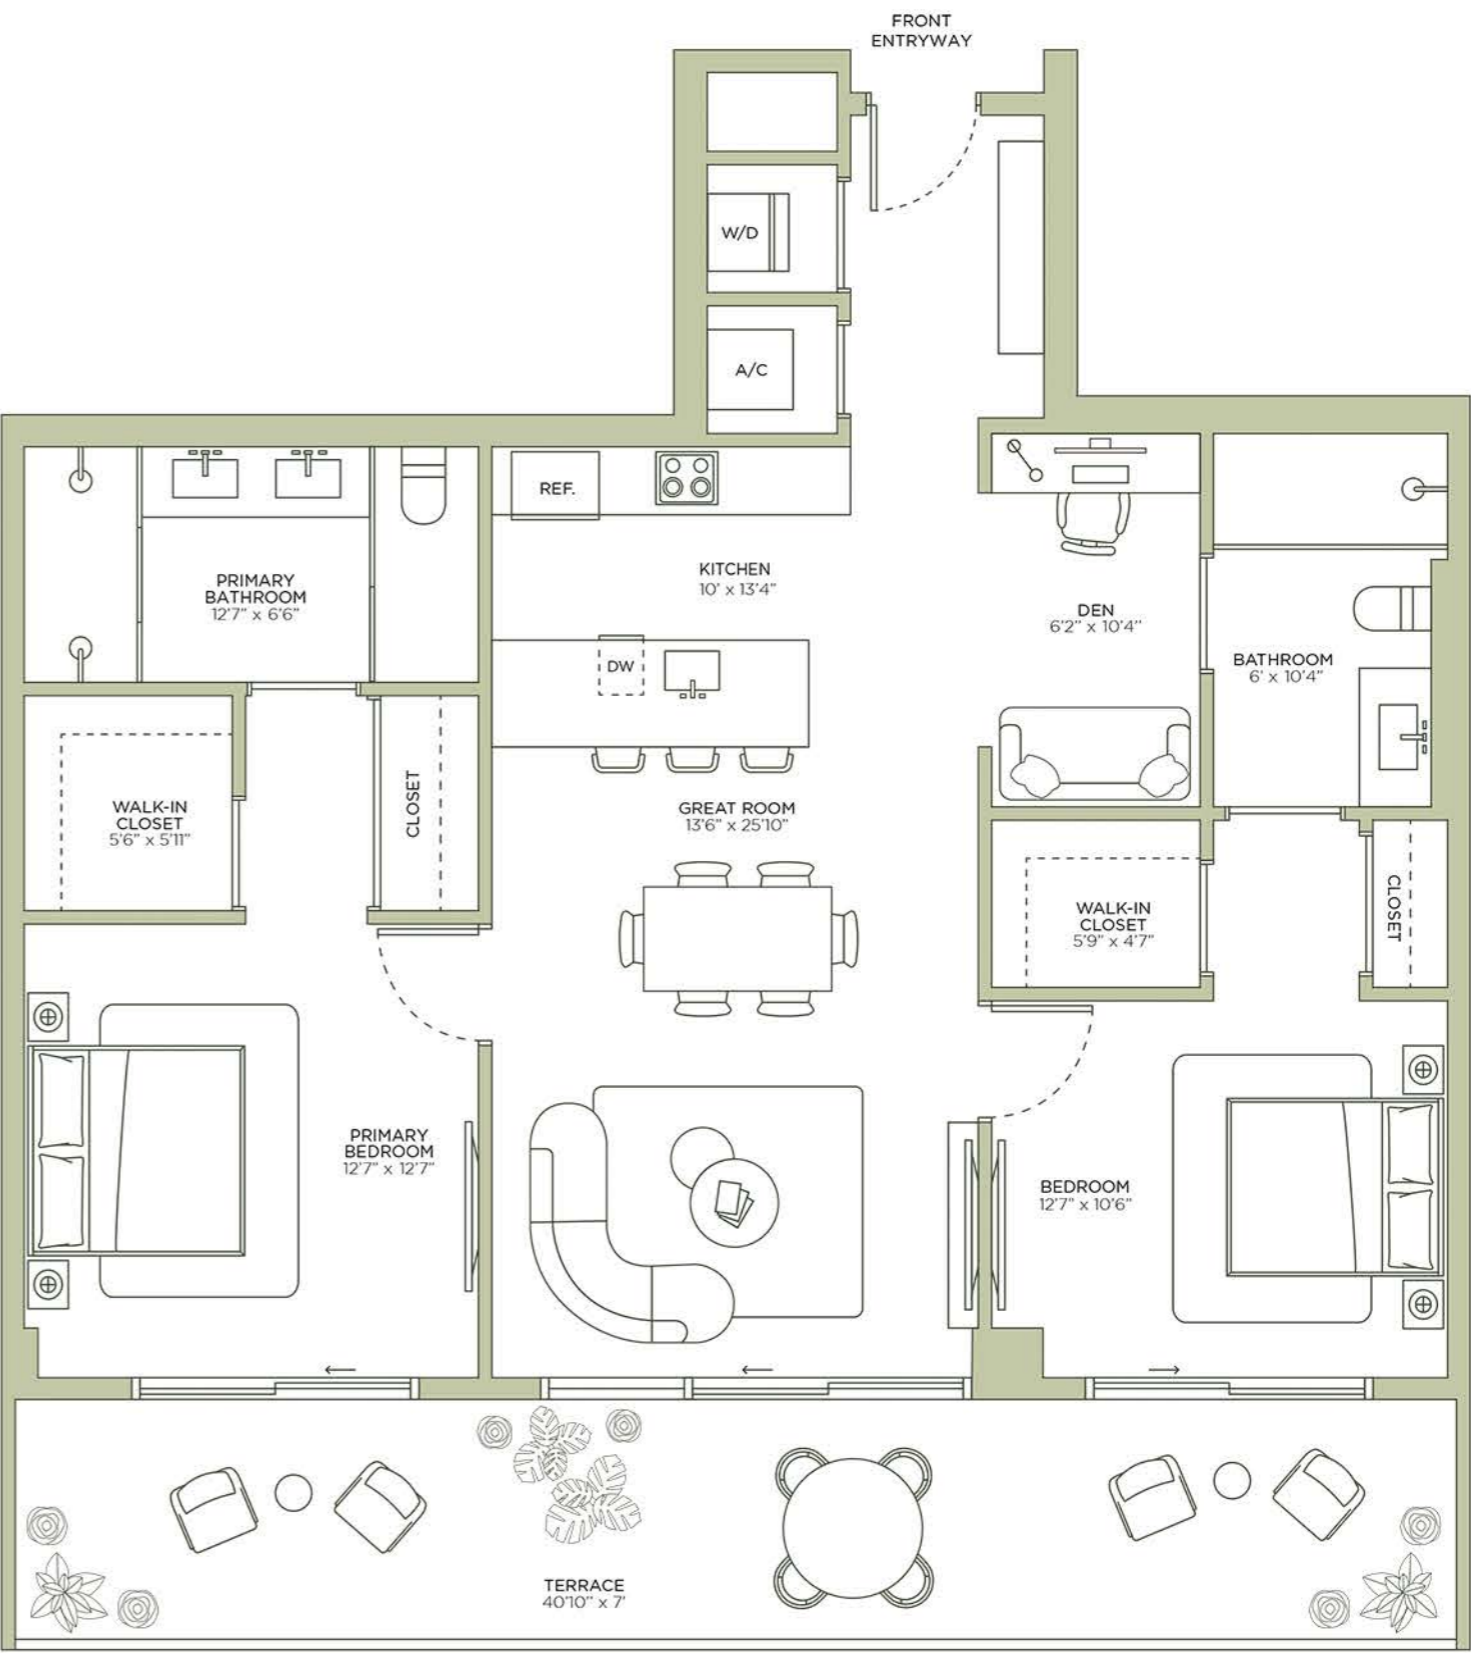 FRONT
ENTRYWAY
W/D
A/C
REF.
KITCHEN
10' x 13'4"
PRIMARY
BATHROOM
12'7" x 6'6"
DEN
6'2" x 10'4"
BATHROOM
6' x 10'4"
DW
WALK-IN
CLOSET
5'6" x 5'11"
CLOSET
GREAT ROOM
13'6" x 25'10"
WALK-IN
CLOSET
5'9" x 4'7"
CLOSET
PRIMARY
BEDROOM
12'7" x 12'7"
BEDROOM
12'7" x 10'6"
TERRACE
40'10" x 7'